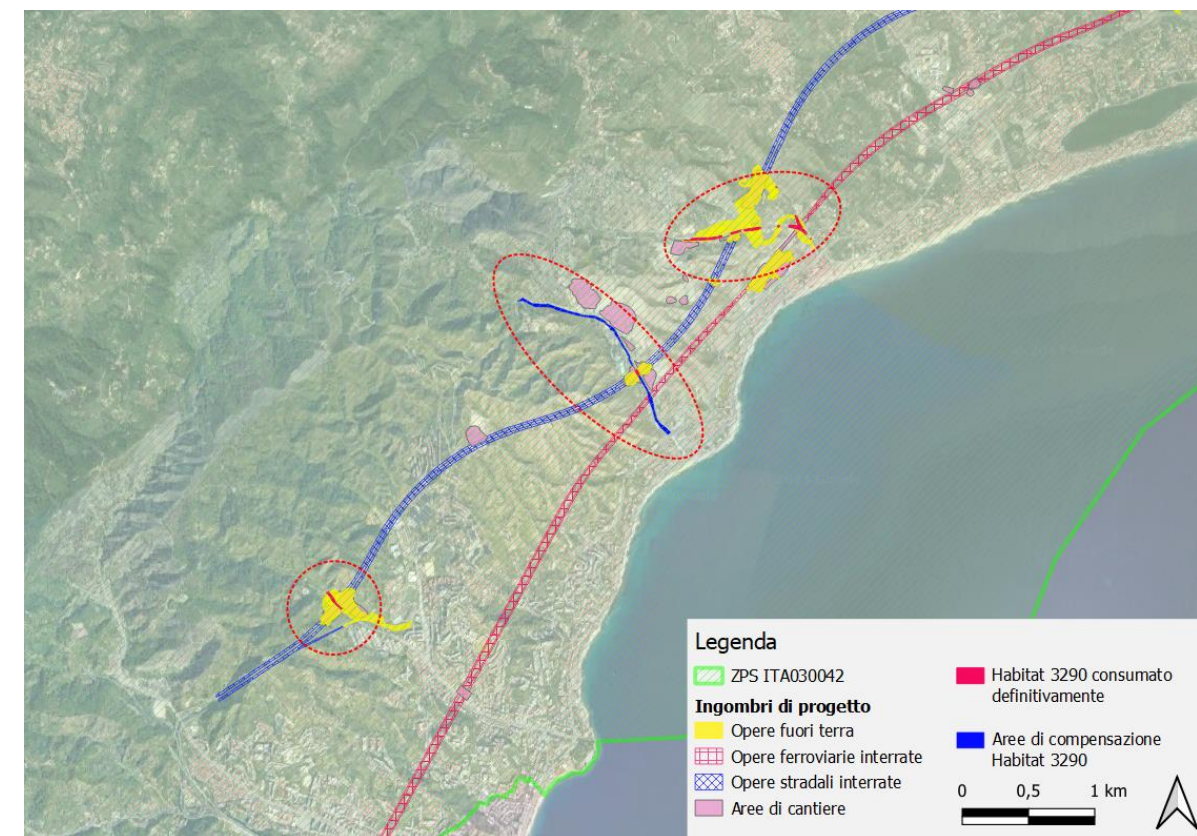 Legenda
ZPS ITA030042
Ingombri di progetto
Opere fuori terra
Opere ferroviarie interrate
Opere stradali interrate
Aree di cantiere
Habitat 3290 consumato
definitivamente
Aree di compensazione
Habitat 3290
0 0,5 1 km